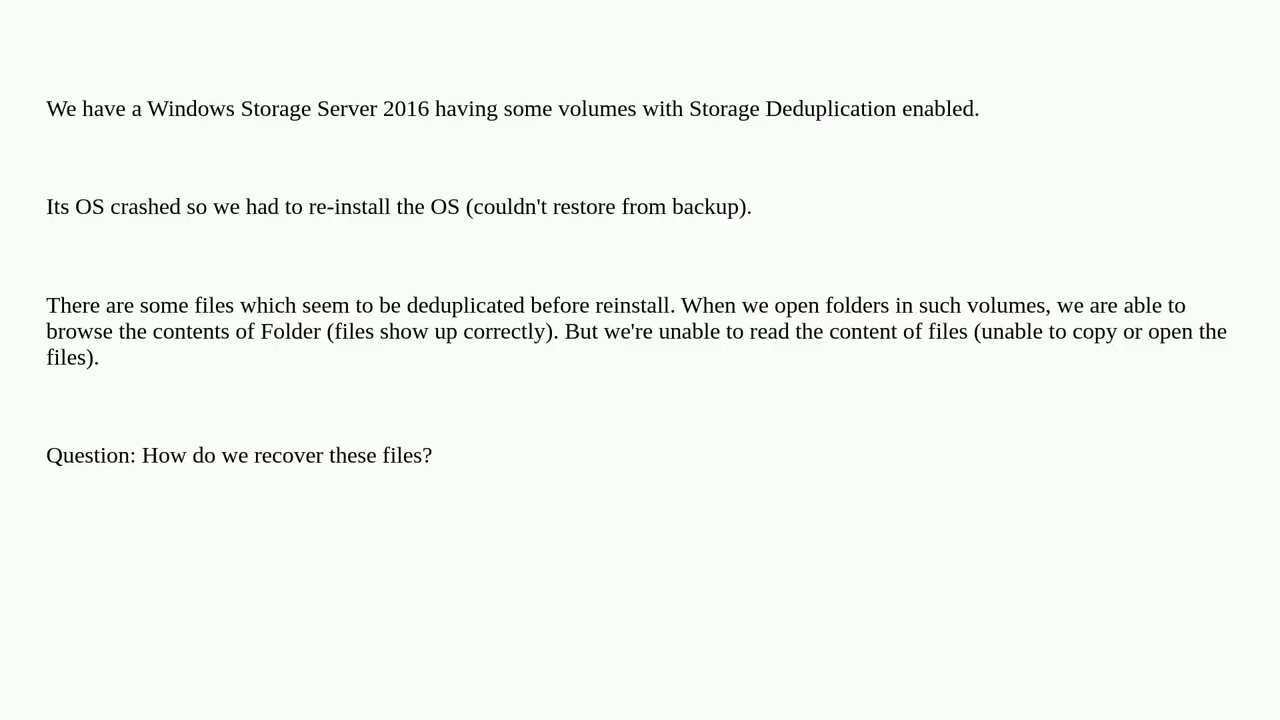 We have a Windows Storage Server 2016 having some volumes with Storage Deduplication enabled.
Its OS crashed so we had to re-install the OS (couldn't restore from backup).
There are some files which seem to be deduplicated before reinstall. When we open folders in such volumes, we are able to
browse the contents of Folder (files show up correctly). But we're unable to read the content of files (unable to copy or open the
files).
Question: How do we recover these files?